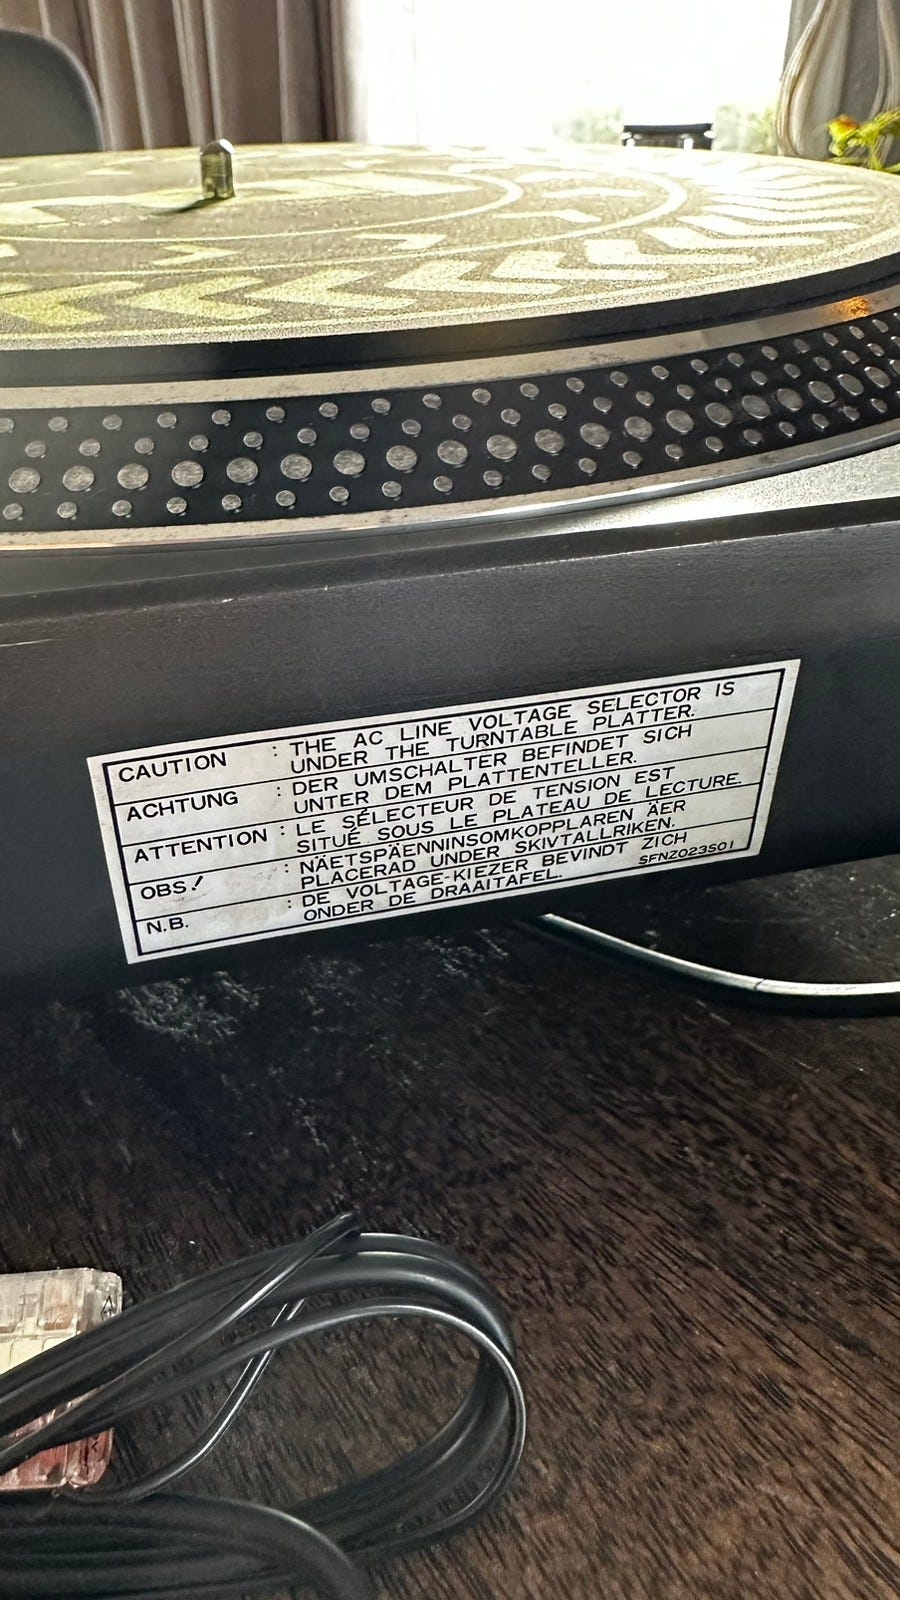 CAUTION : THE AC LINE VOLTAGE SELECTOR IS
UNDER THE TURNTABLE PLATTER.
ACHTUNG : DER UMSCHALTER BEFINDET SICH
UNTER DEM PLATTENTELLER.
ATTENTION : LE SÉLECTEUR DE TENSION EST
SITUÉ SOUS LE PLATEAU DE LECTURE.
OBS! : NÄETSPÄENNINSOMKOPPLAREN ÄER
PLACERAD UNDER SKIVTALLRIKEN.
N.B. : DE VOLTAGE-KIEZER BEVINDT ZICH
ONDER DE DRAAITAFEL.
SFNZ023S01